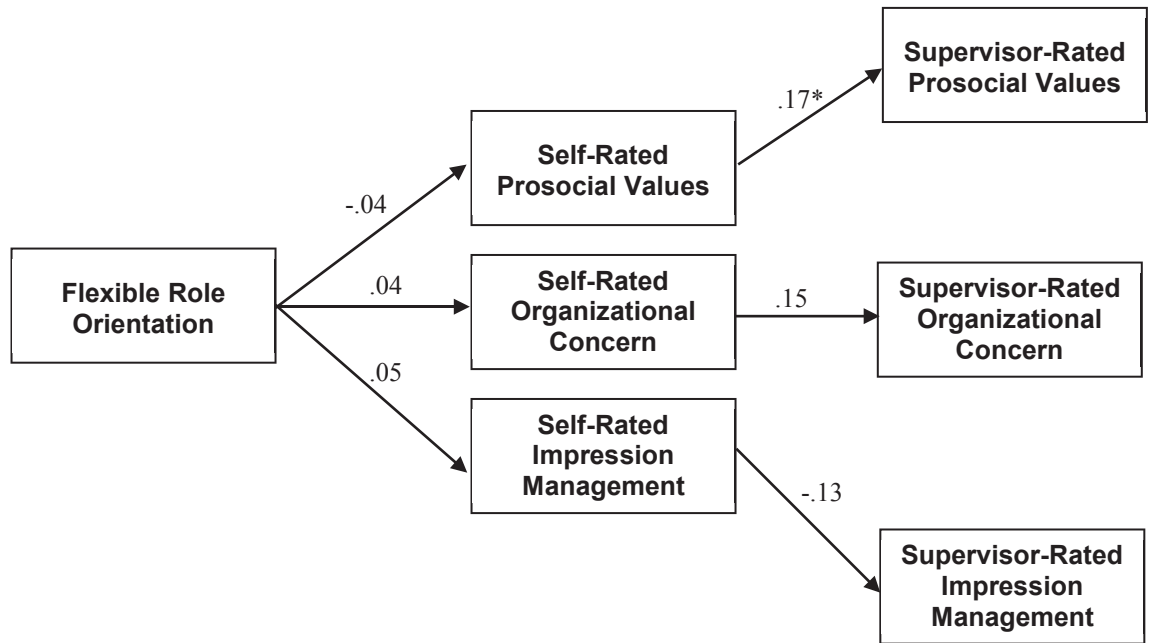 Flexible Role
Orientation
-.04
.04
.05
Self-Rated
Prosocial Values
Self-Rated
Organizational
Concern
Self-Rated
Impression
Management
.17*
.15
-.13
Supervisor-Rated
Prosocial Values
Supervisor-Rated
Organizational
Concern
Supervisor-Rated
Impression
Management